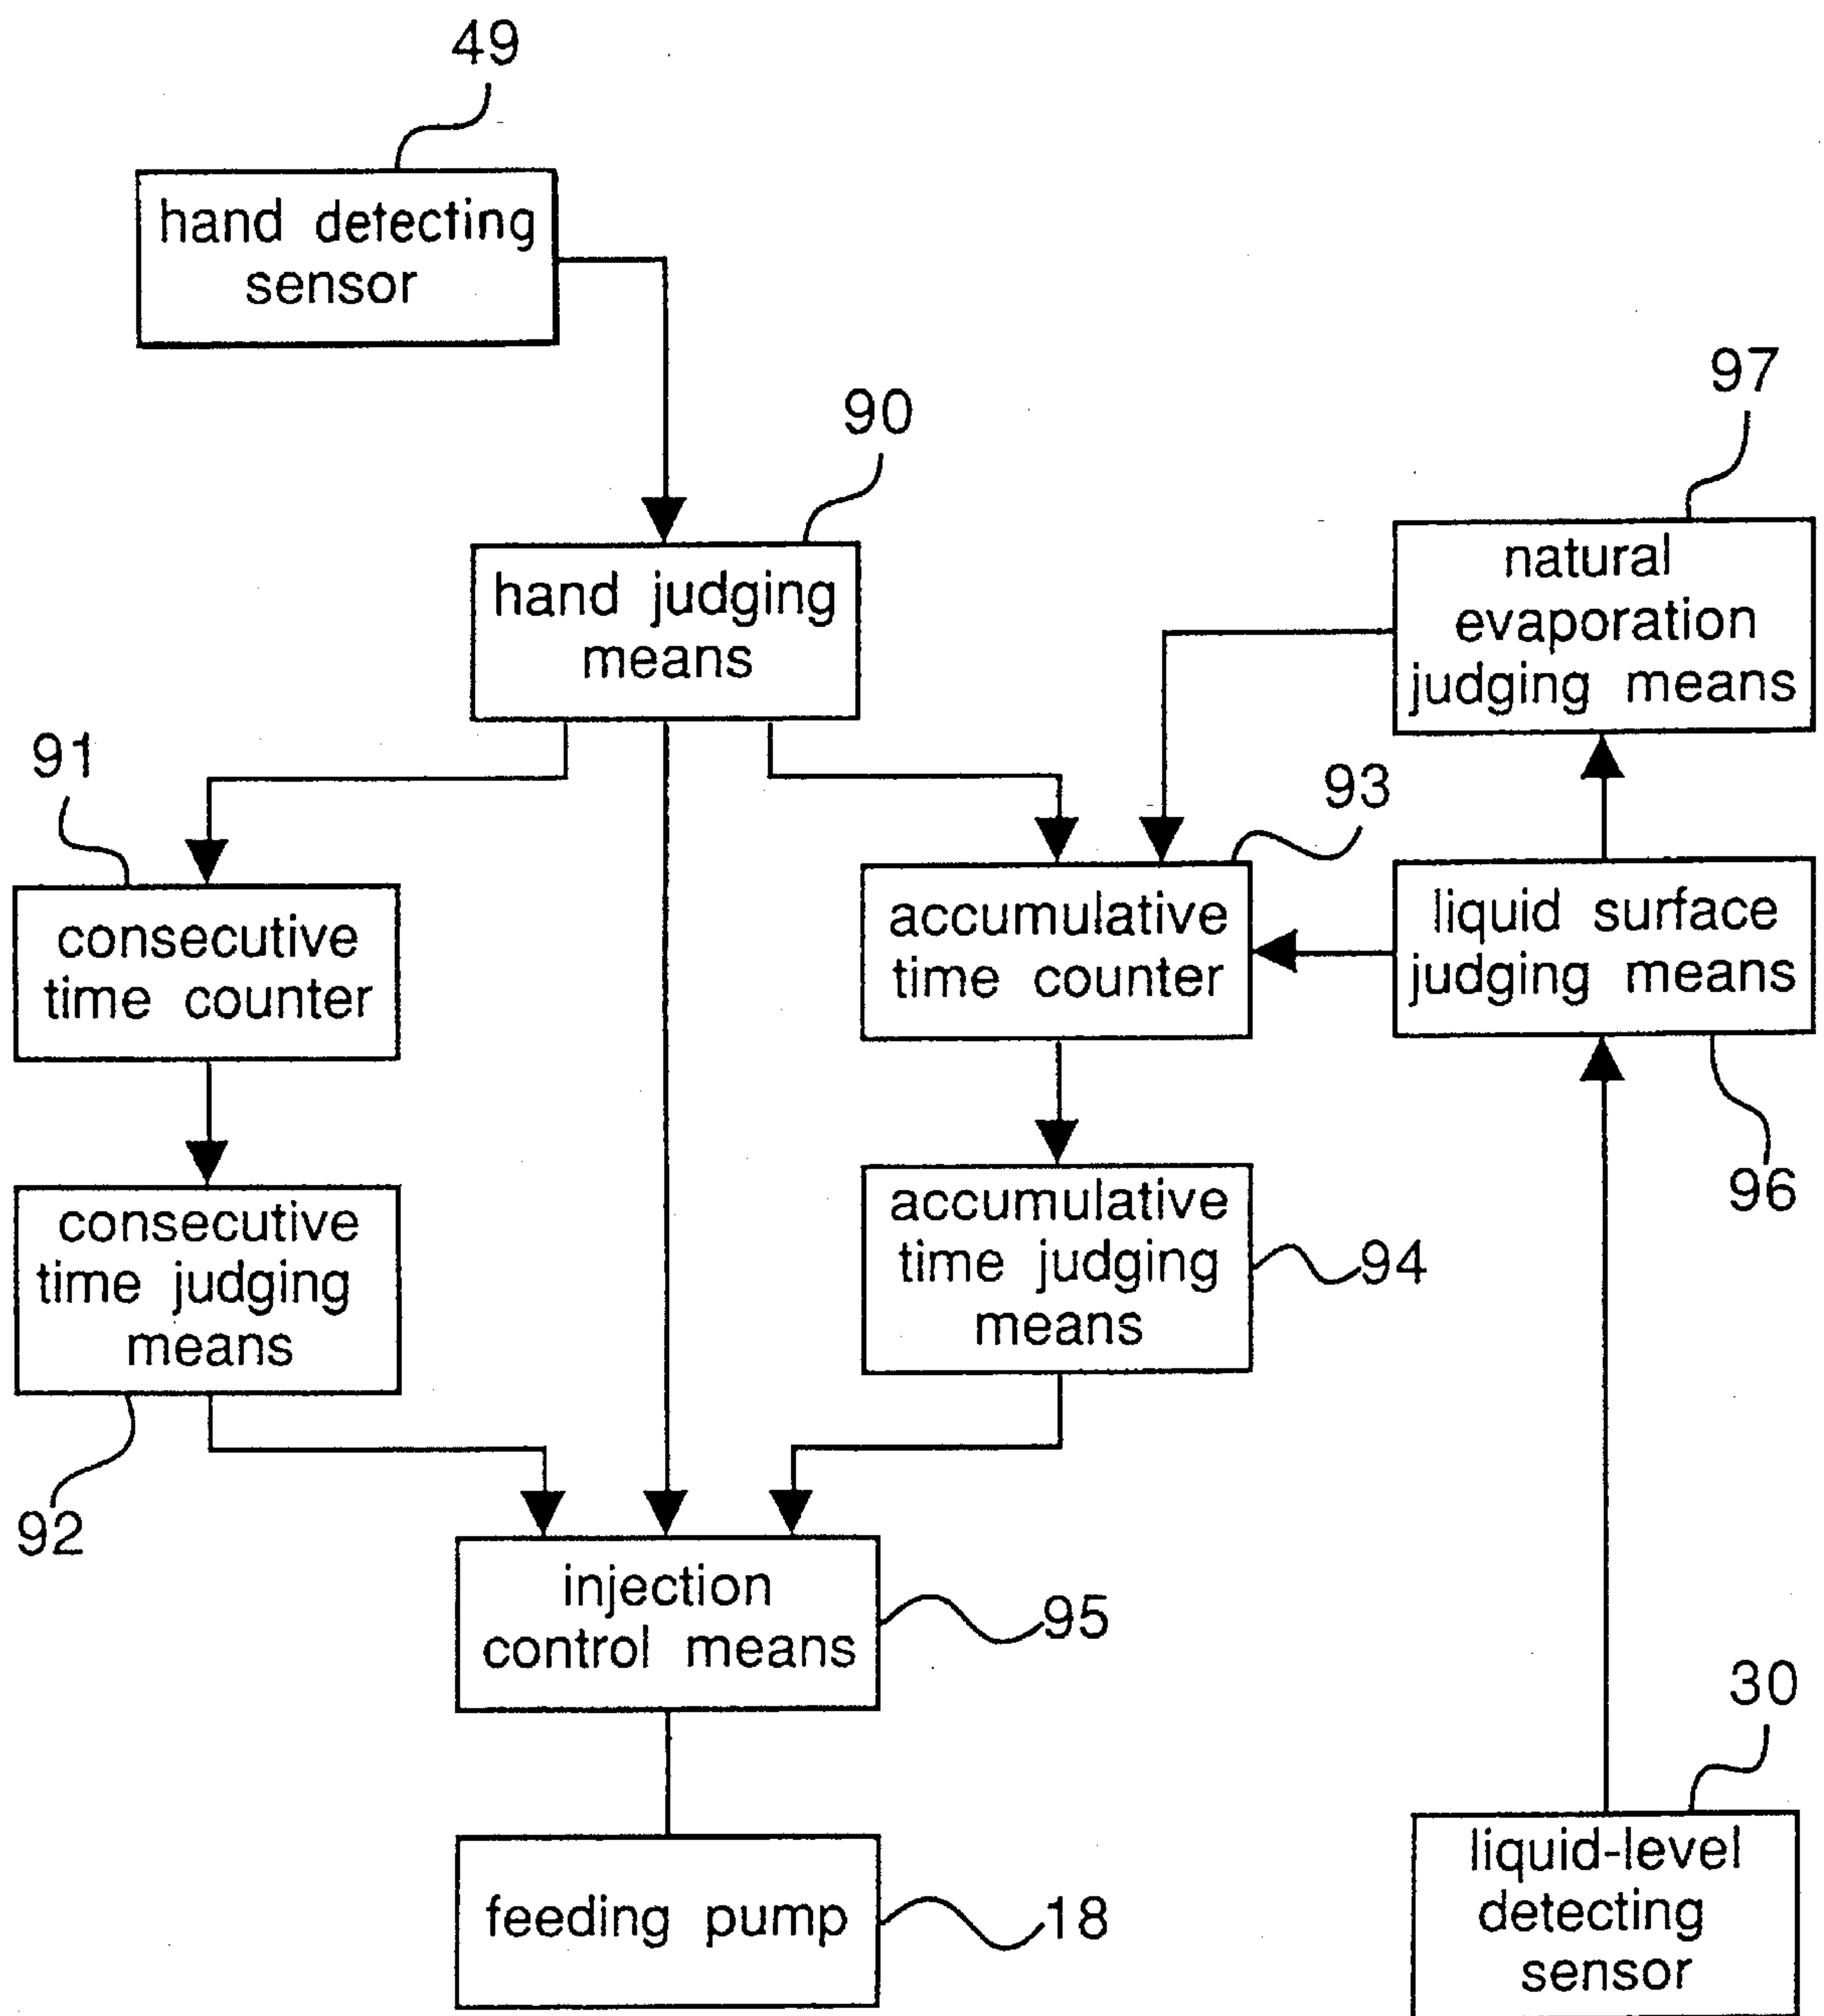 49
hand detecting
sensor
97
90
natural
evaporation
judging means
hand judging
means
91
93
accumulative
time counter
liquid surface
judging means
consecutive
time counter
96
accumulative
time judging
means
94
consecutive
time judging
means
92
injection
control means
95
30
liquid-level
detecting
sensor
feeding pump
18